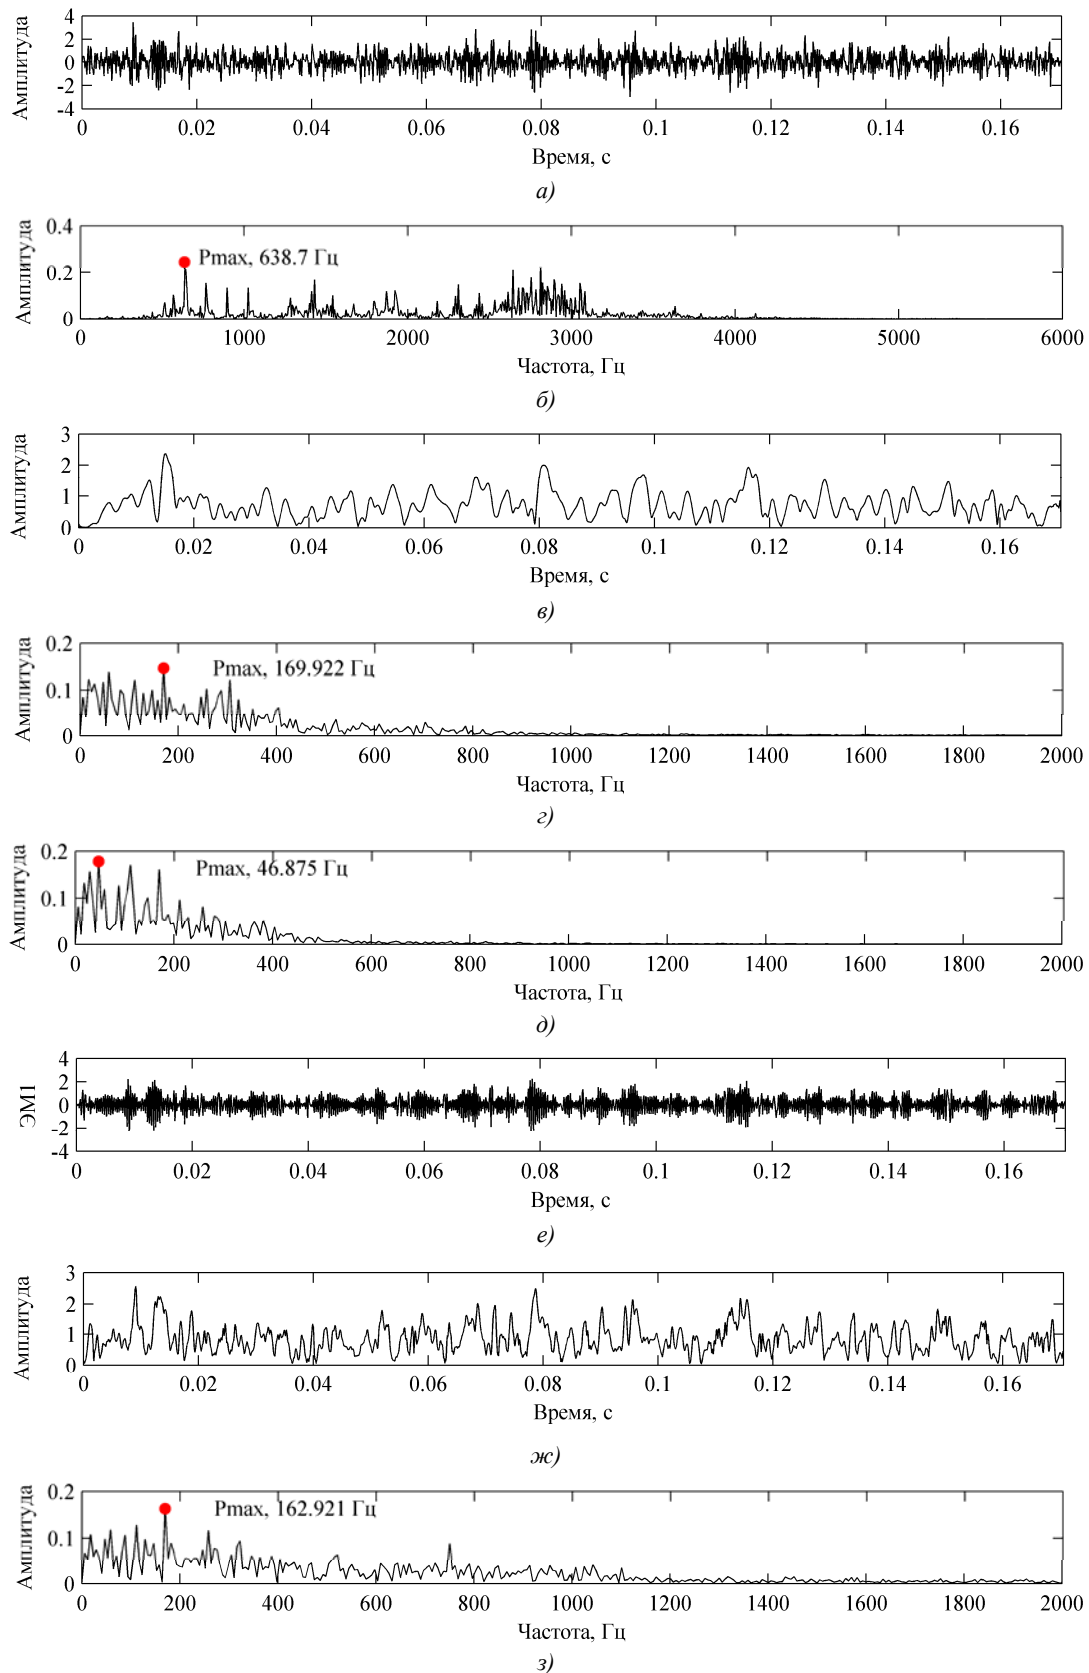 Амплитуда
4
2
0
-2
-4
0 0.02 0.04 0.06 0.08 0.1 0.12 0.14 0.16
Время, с
а)
Амплитуда
0.4
0.2
0
Pmax, 638.7 Гц
0 1000 2000 3000 4000 5000 6000
Частота, Гц
б)
Амплитуда
3
2
1
0
0 0.02 0.04 0.06 0.08 0.1 0.12 0.14 0.16
Время, с
в)
Амплитуда
0.2
0.1
0
Pmax, 169.922 Гц
0 200 400 600 800 1000 1200 1400 1600 1800 2000
Частота, Гц
г)
Амплитуда
0.2
0.1
0
Pmax, 46.875 Гц
0 200 400 600 800 1000 1200 1400 1600 1800 2000
Частота, Гц
д)
ЭМ1
4
2
0
-2
-4
0 0.02 0.04 0.06 0.08 0.1 0.12 0.14 0.16
Время, с
е)
Амплитуда
3
2
1
0
0 0.02 0.04 0.06 0.08 0.1 0.12 0.14 0.16
Время, с
ж)
Амплитуда
0.2
0.1
0
Pmax, 162.921 Гц
0 200 400 600 800 1000 1200 1400 1600 1800 2000
Частота, Гц
з)